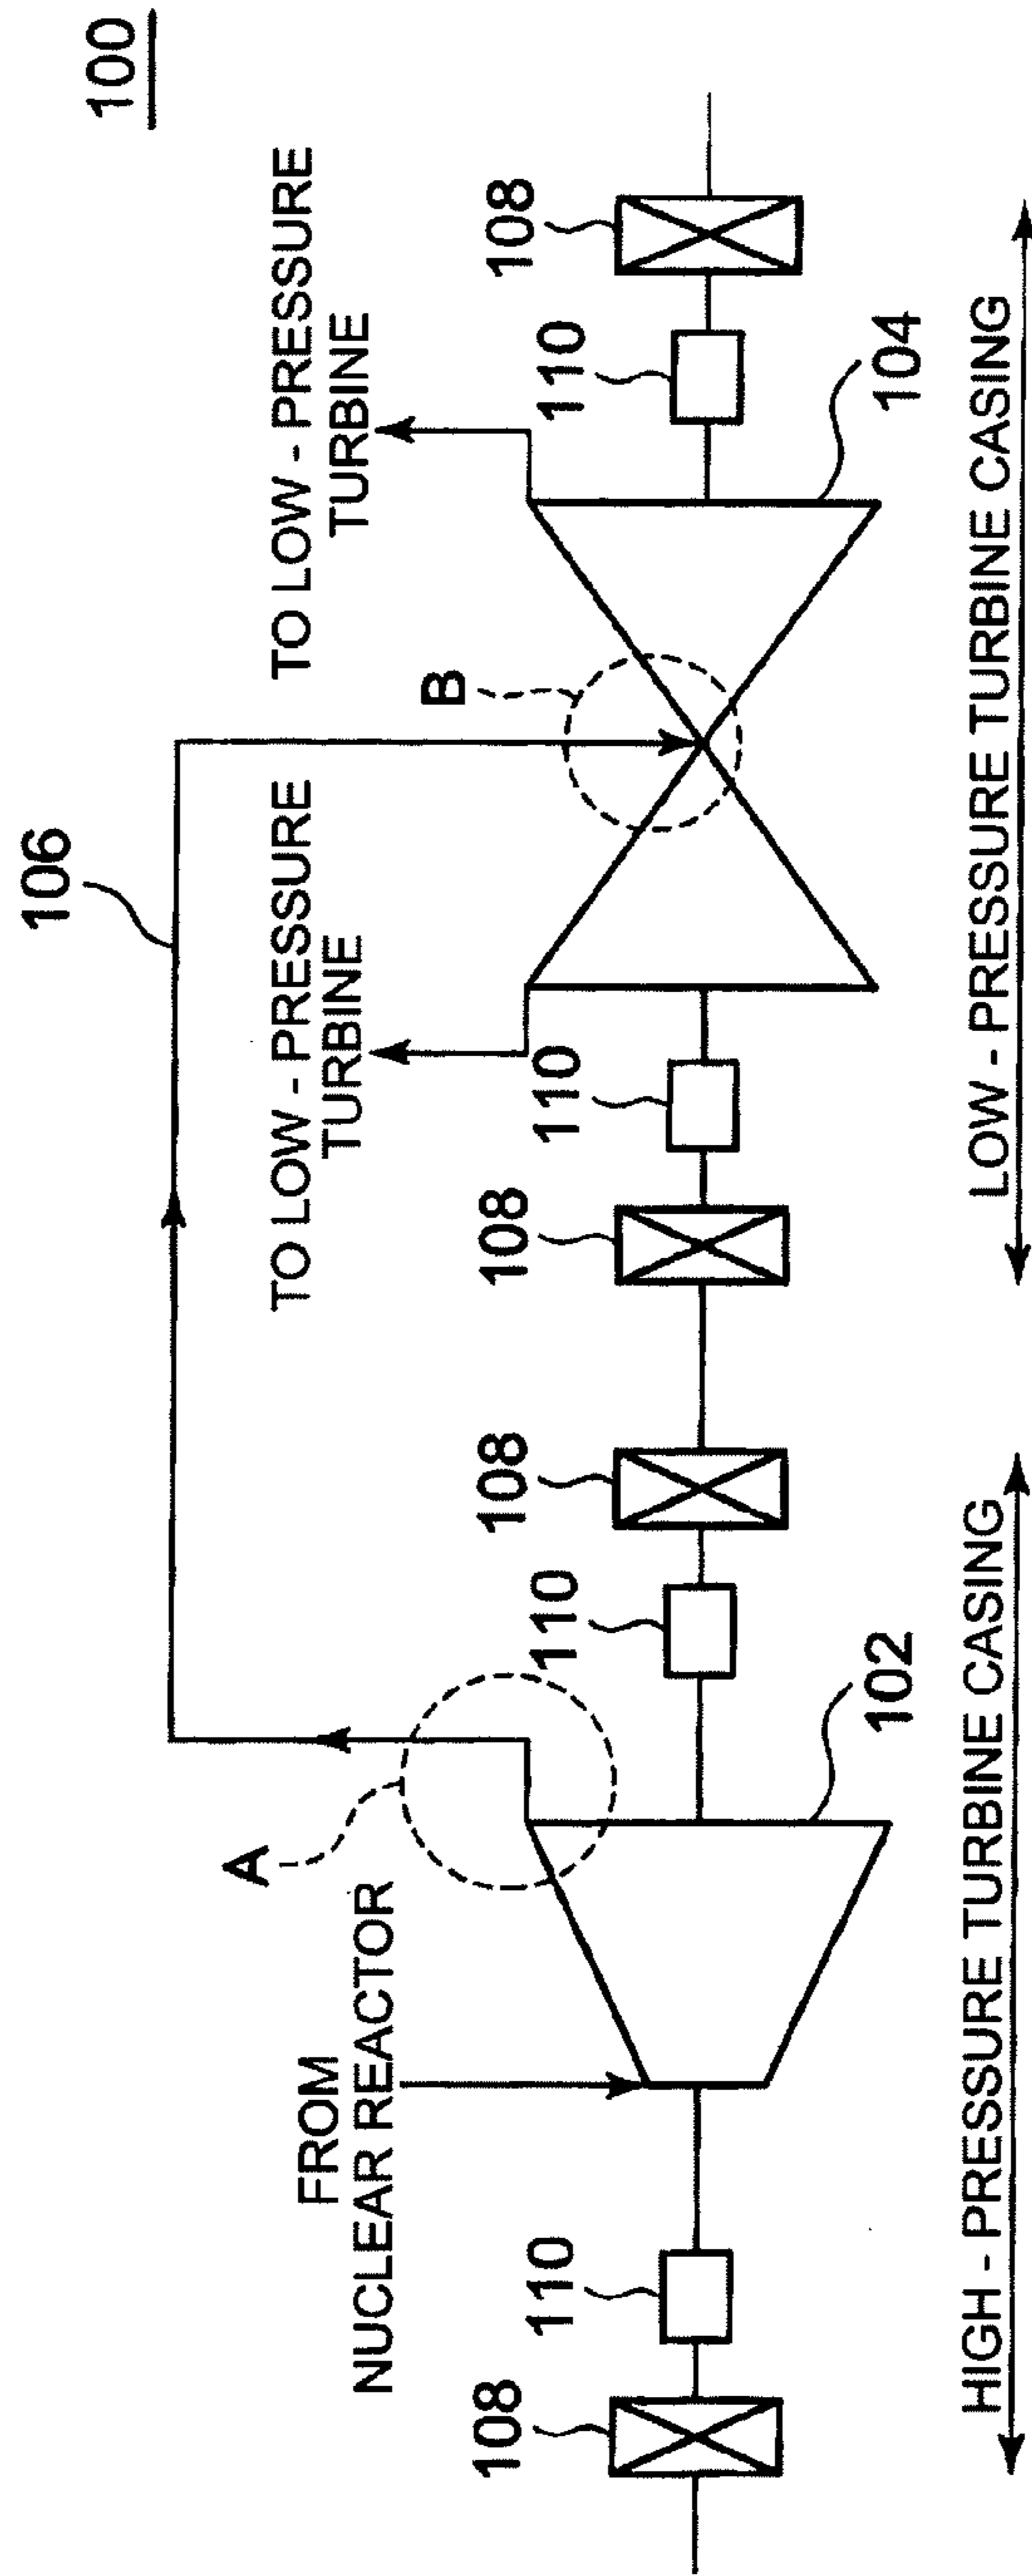 100
106
TO LOW - PRESSURE
TURBINE
TO LOW - PRESSURE
TURBINE
A
B
FROM
NUCLEAR REACTOR
108
110
110
108
108
110
110
108
102
104
HIGH - PRESSURE TURBINE CASING
LOW - PRESSURE TURBINE CASING